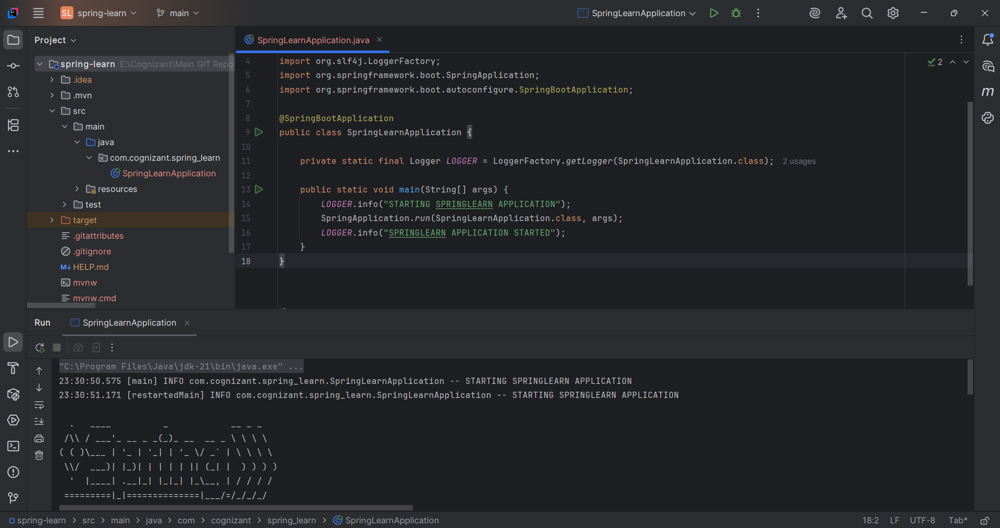 SL spring-learn main SpringLearnApplication
Project
spring-learn E:\Cognizant\Main GIT Repo
.idea
.mvn
src
main
java
com.cognizant.spring_learn
SpringLearnApplication
resources
test
target
.gitattributes
.gitignore
M↓ HELP.md
mvnw
mvnw.cmd
SpringLearnApplication.java
2
4 import org.slf4j.LoggerFactory;
5 import org.springframework.boot.SpringApplication;
6 import org.springframework.boot.autoconfigure.SpringBootApplication;
7
8 @SpringBootApplication
9 public class SpringLearnApplication {
10
11 private static final Logger LOGGER = LoggerFactory.getLogger(SpringLearnApplication.class); 2 usages
12
13 public static void main(String[] args) {
14 LOGGER.info("STARTING SPRINGLEARN APPLICATION");
15 SpringApplication.run(SpringLearnApplication.class, args);
16 LOGGER.info("SPRINGLEARN APPLICATION STARTED");
17 }
18 }
m
Run SpringLearnApplication
"C:\Program Files\Java\jdk-21\bin\java.exe" ...
23:30:50.575 [main] INFO com.cognizant.spring_learn.SpringLearnApplication -- STARTING SPRINGLEARN APPLICATION
23:30:51.171 [restartedMain] INFO com.cognizant.spring_learn.SpringLearnApplication -- STARTING SPRINGLEARN APPLICATION
  .   ____          _            __ _ _
 /\\ / ___'_ __ _ _(_)_ __  __ _ \ \ \ \
( ( )\___ | '_ | '_| | '_ \/ _` | \ \ \ \
 \\/  ___)| |_)| | | | | || (_| |  ) ) ) )
  '  |____| .__|_| |_|_| |_\__, | / / / /
 =========|_|==============|___/=/_/_/_/
spring-learn > src > main > java > com > cognizant > spring_learn > SpringLearnApplication 18:2 LF UTF-8 Tab*